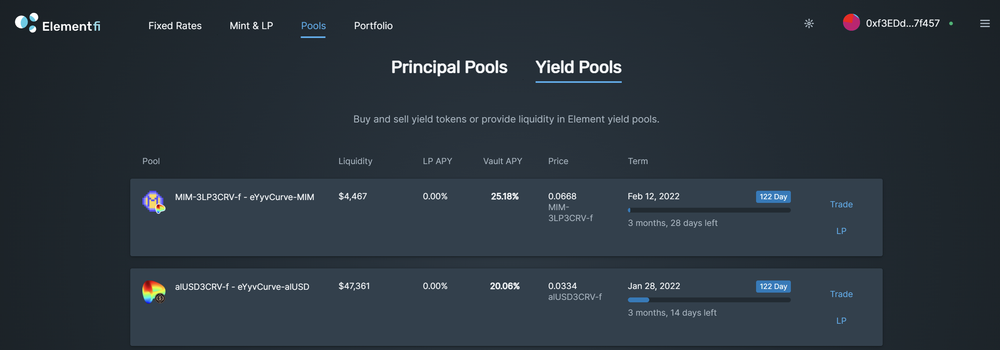 Elementfi
Fixed Rates
Mint & LP
Pools
Portfolio
0xf3EDd...7f457
Principal Pools
Yield Pools
Buy and sell yield tokens or provide liquidity in Element yield pools.
Pool
Liquidity
LP APY
Vault APY
Price
Term
MIM-3LP3CRV-f - eYyvCurve-MIM
$4,467
0.00%
25.18%
0.0668
MIM-
3LP3CRV-f
Feb 12, 2022
122 Day
3 months, 28 days left
Trade
LP
alUSD3CRV-f - eYyvCurve-alUSD
$47,361
0.00%
20.06%
0.0334
alUSD3CRV-f
Jan 28, 2022
122 Day
3 months, 14 days left
Trade
LP